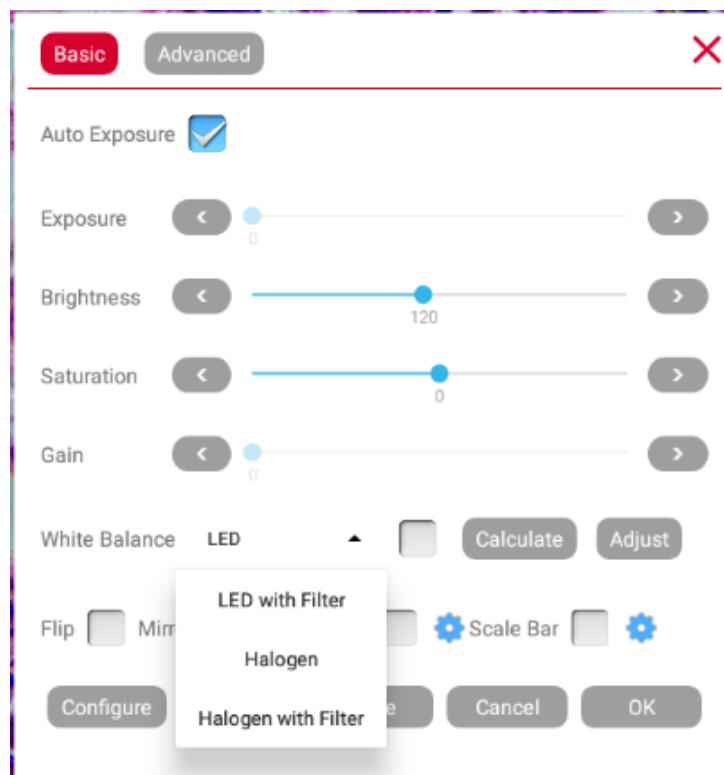 Basic Advanced
Auto Exposure
Exposure
0
Brightness
120
Saturation
0
Gain
0
White Balance LED Calculate Adjust
LED with Filter
Flip Scale Bar
Halogen
Configure Cancel OK
Halogen with Filter